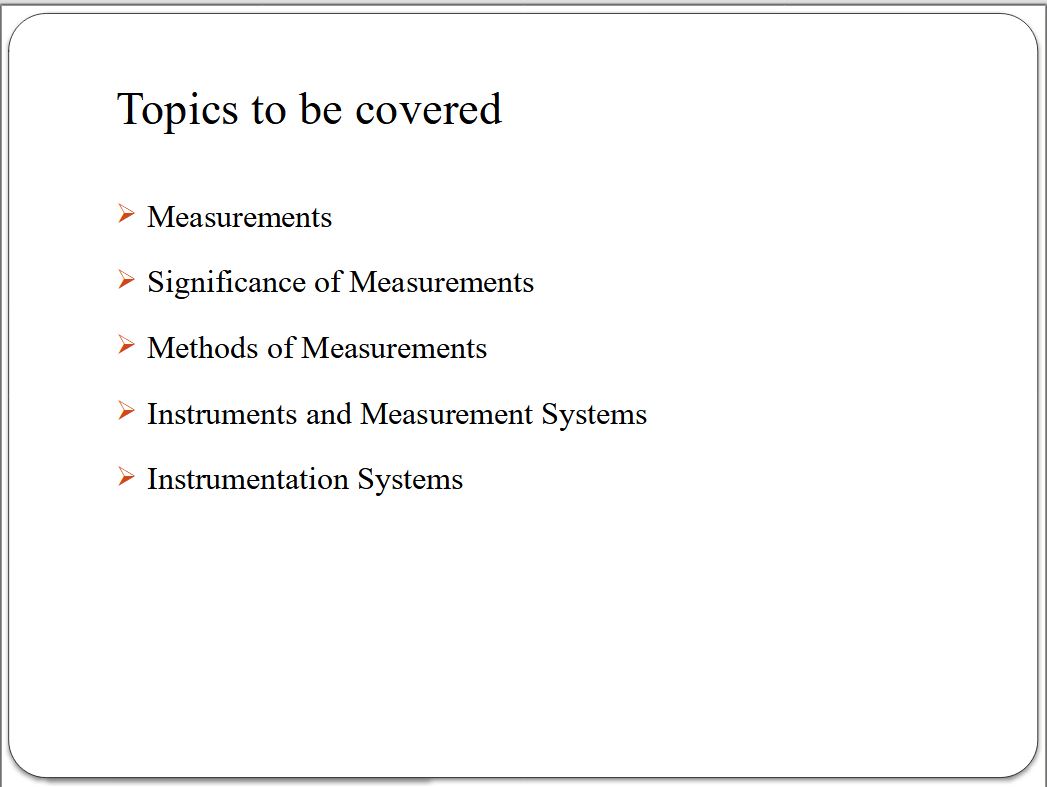 Topics to be covered
Measurements
Significance of Measurements
Methods of Measurements
Instruments and Measurement Systems
Instrumentation Systems